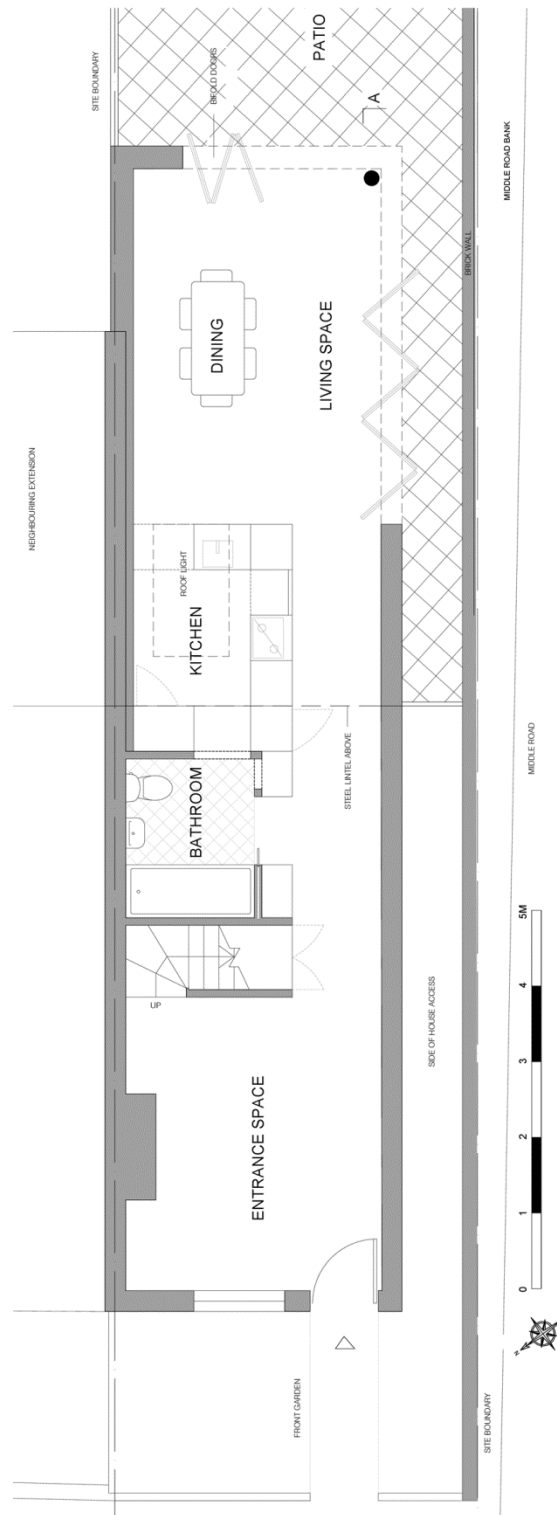 SITE BOUNDARY
BIFOLD DOORS
PATIO
A
MIDDLE ROAD BANK
BRICK WALL
DINING
LIVING SPACE
NEIGHBOURING EXTENSION
ROOF LIGHT
KITCHEN
STEEL LINTEL ABOVE
MIDDLE ROAD
BATHROOM
UP
ENTRANCE SPACE
SIDE OF HOUSE ACCESS
0 1 2 3 4 5M
FRONT GARDEN
SITE BOUNDARY
N